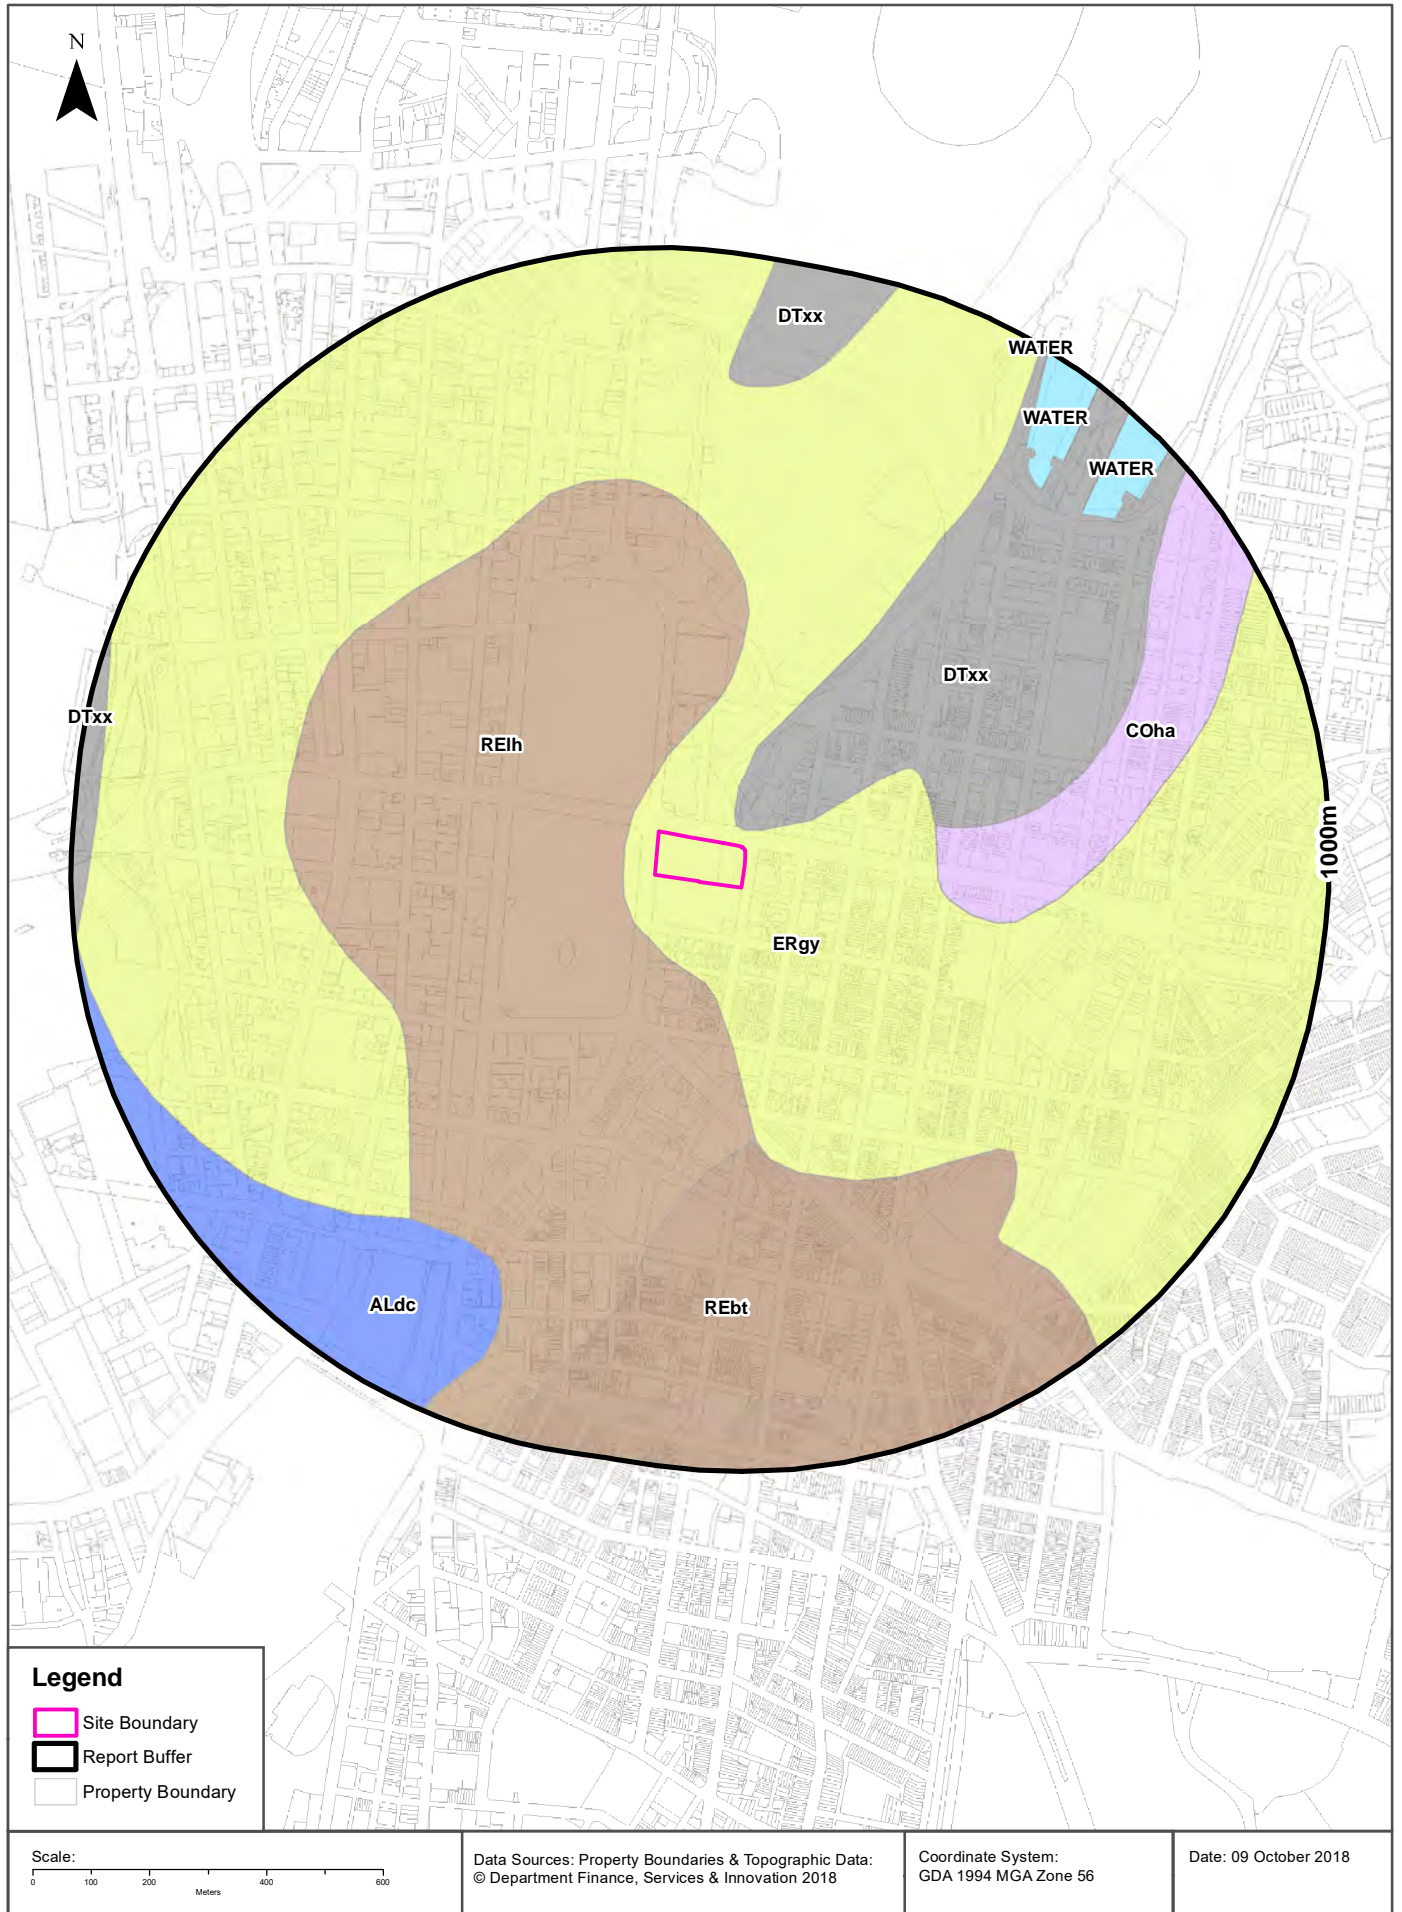 N
DTxx
WATER
WATER
WATER
DTxx
DTxx
COha
RElh
1000m
ERgy
ALdc
REbt
Legend
Site Boundary
Report Buffer
Property Boundary
Scale:
0 100 200 400 600
Meters
Data Sources: Property Boundaries & Topographic Data:
© Department Finance, Services & Innovation 2018
Coordinate System:
GDA 1994 MGA Zone 56
Date: 09 October 2018